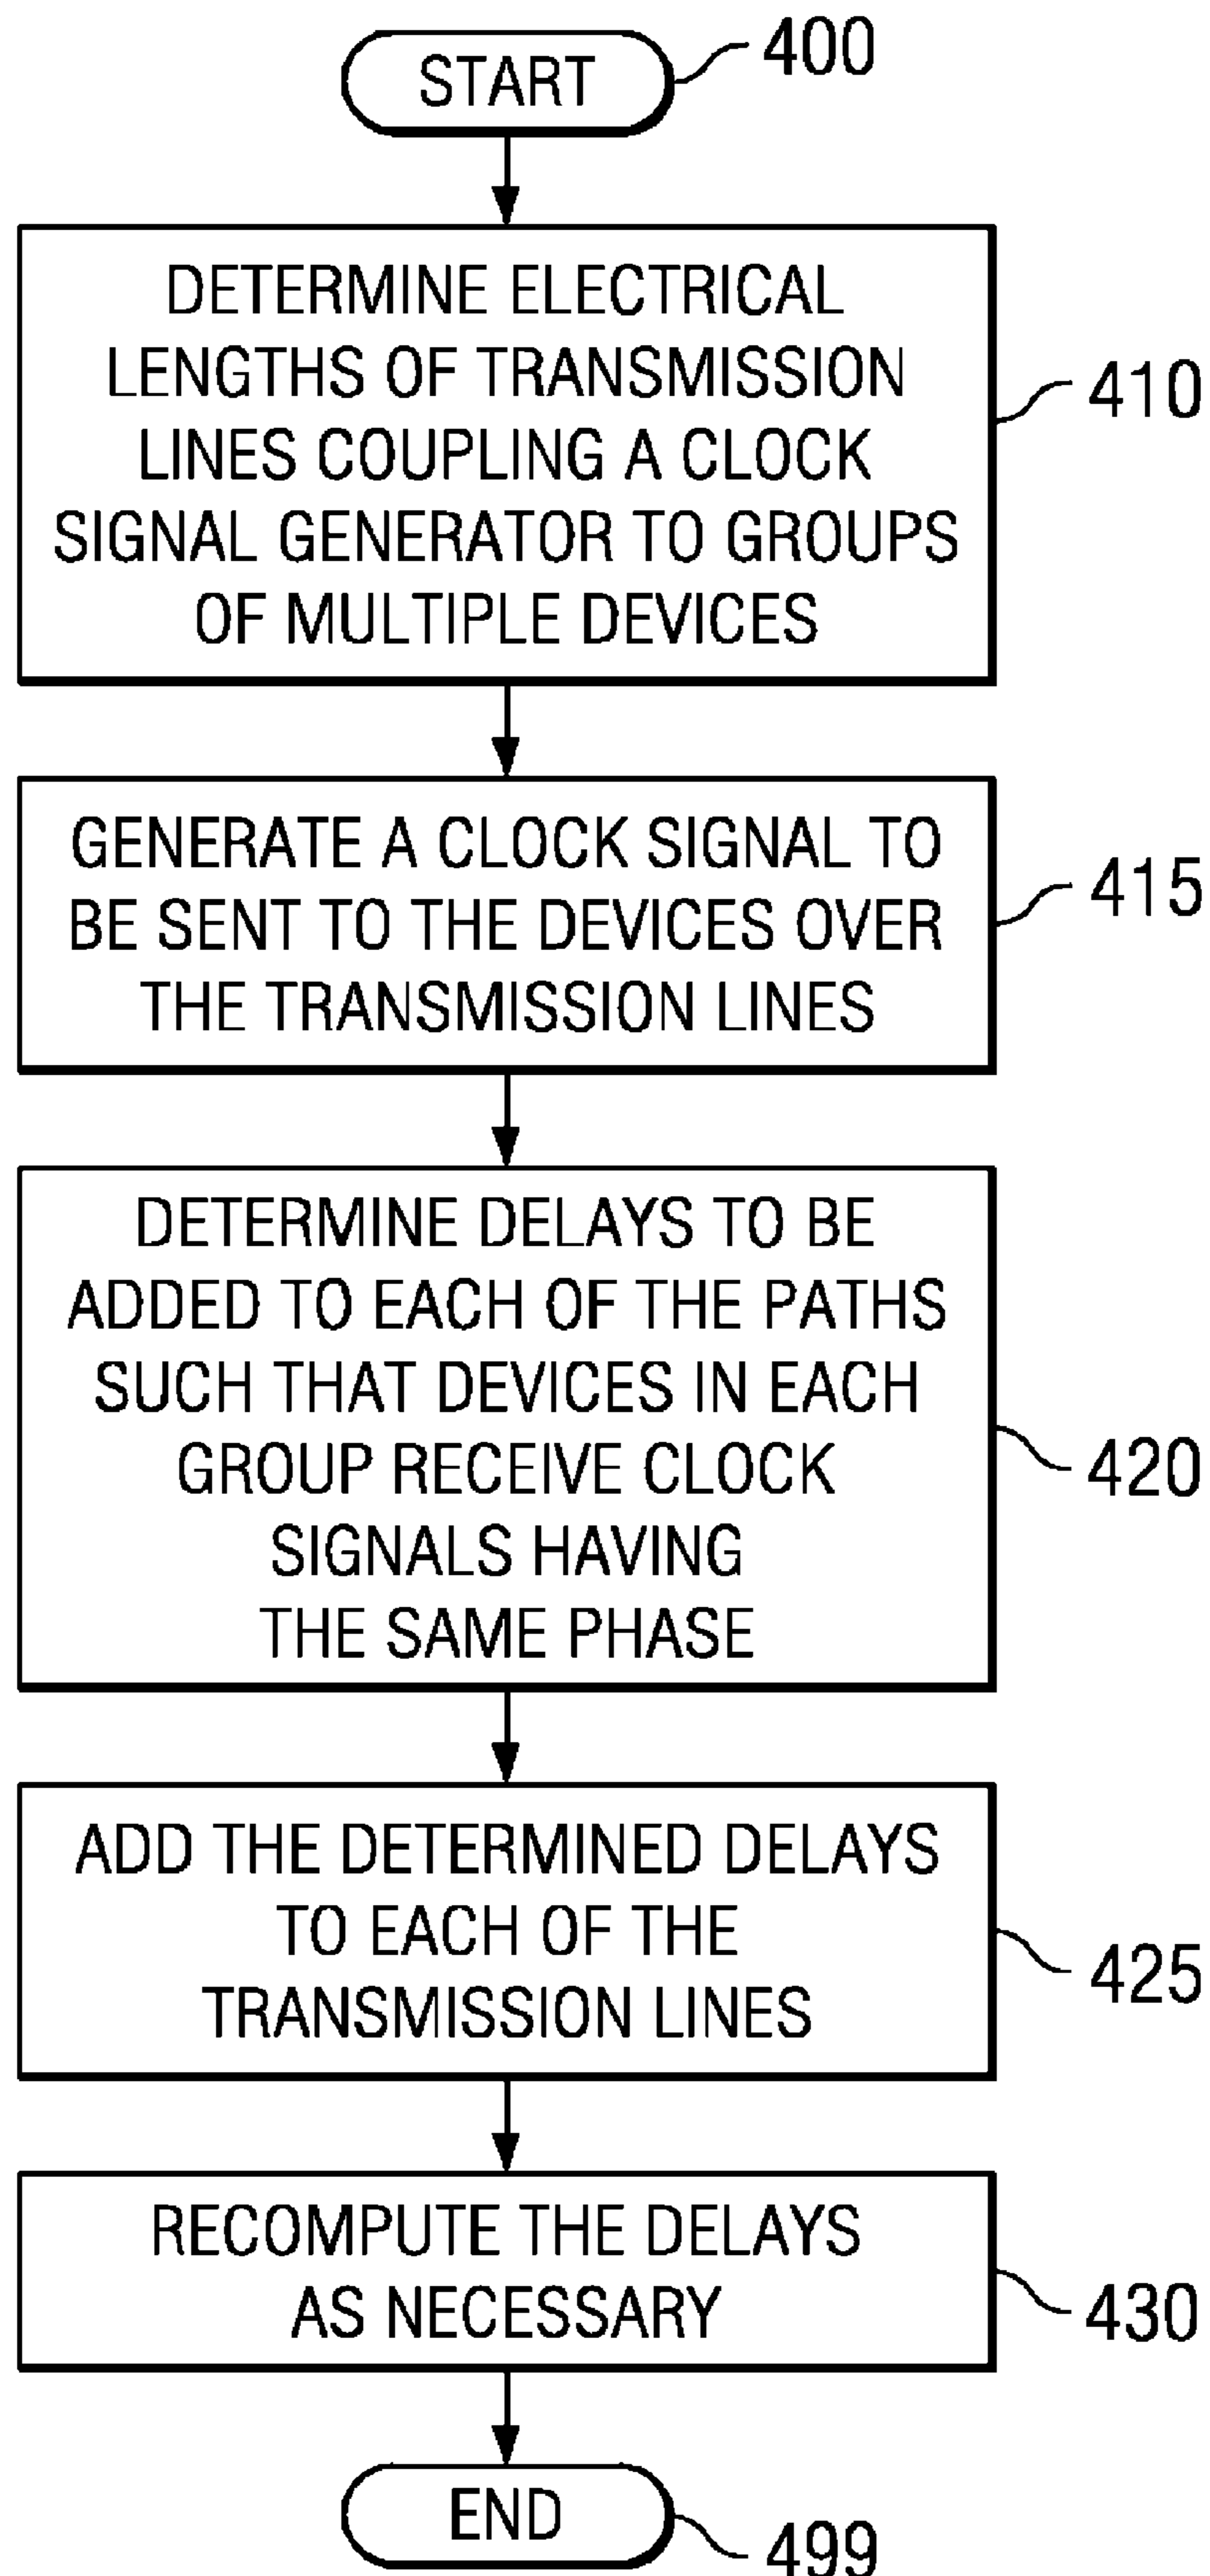 START
400
DETERMINE ELECTRICAL
LENGTHS OF TRANSMISSION
LINES COUPLING A CLOCK
SIGNAL GENERATOR TO GROUPS
OF MULTIPLE DEVICES
410
GENERATE A CLOCK SIGNAL TO
BE SENT TO THE DEVICES OVER
THE TRANSMISSION LINES
415
DETERMINE DELAYS TO BE
ADDED TO EACH OF THE PATHS
SUCH THAT DEVICES IN EACH
GROUP RECEIVE CLOCK
SIGNALS HAVING
THE SAME PHASE
420
ADD THE DETERMINED DELAYS
TO EACH OF THE
TRANSMISSION LINES
425
RECOMPUTE THE DELAYS
AS NECESSARY
430
END
499